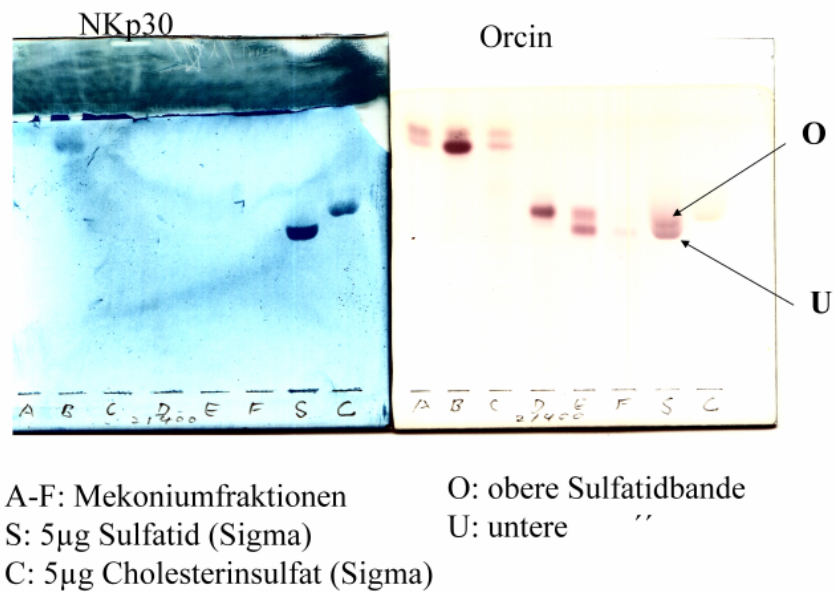 NKp30
Orcin
O
U
A B C D E F S C
A B C D E F S C
A-F: Mekoniumfraktionen
S: 5µg Sulfatid (Sigma)
C: 5µg Cholesterinsulfat (Sigma)
O: obere Sulfatidbande
U: untere ´´